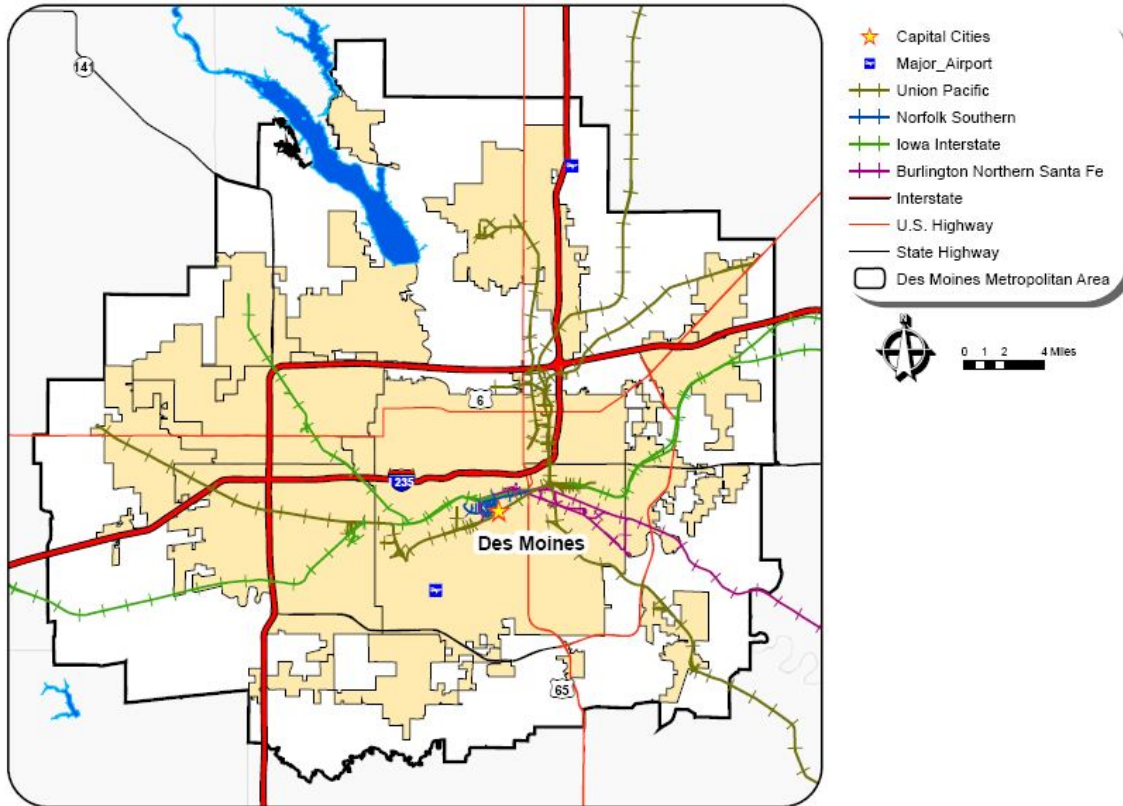 141
6
235
Des Moines
65
Capital Cities
Major_Airport
Union Pacific
Norfolk Southern
Iowa Interstate
Burlington Northern Santa Fe
Interstate
U.S. Highway
State Highway
Des Moines Metropolitan Area
N
0 1 2 4 Miles